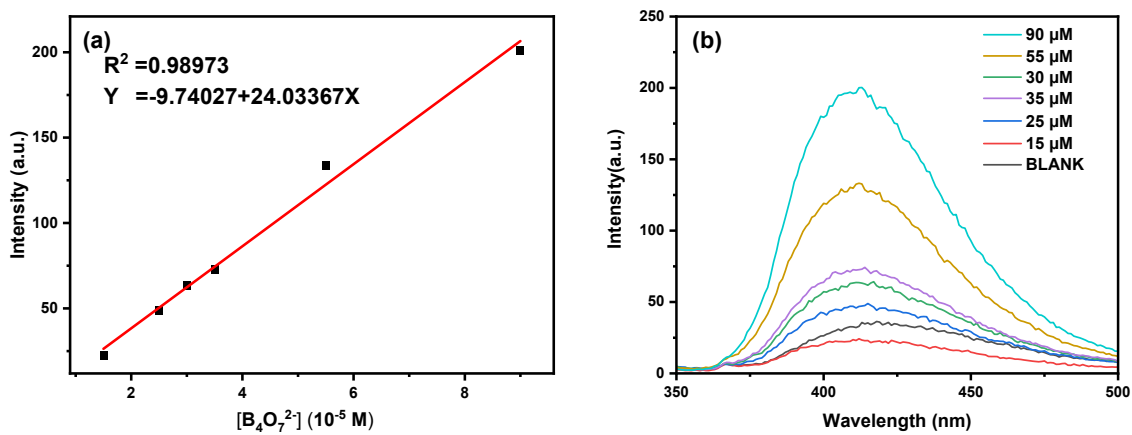 (a)
R² =0.98973
Y =-9.74027+24.03367X
Intensity (a.u.)
200
150
100
50
2
4
6
8
[B₄O₇²⁻] (10⁻⁵ M)
(b)
90 µM
55 µM
30 µM
35 µM
25 µM
15 µM
BLANK
Intensity(a.u.)
250
200
150
100
50
0
350
400
450
500
Wavelength (nm)